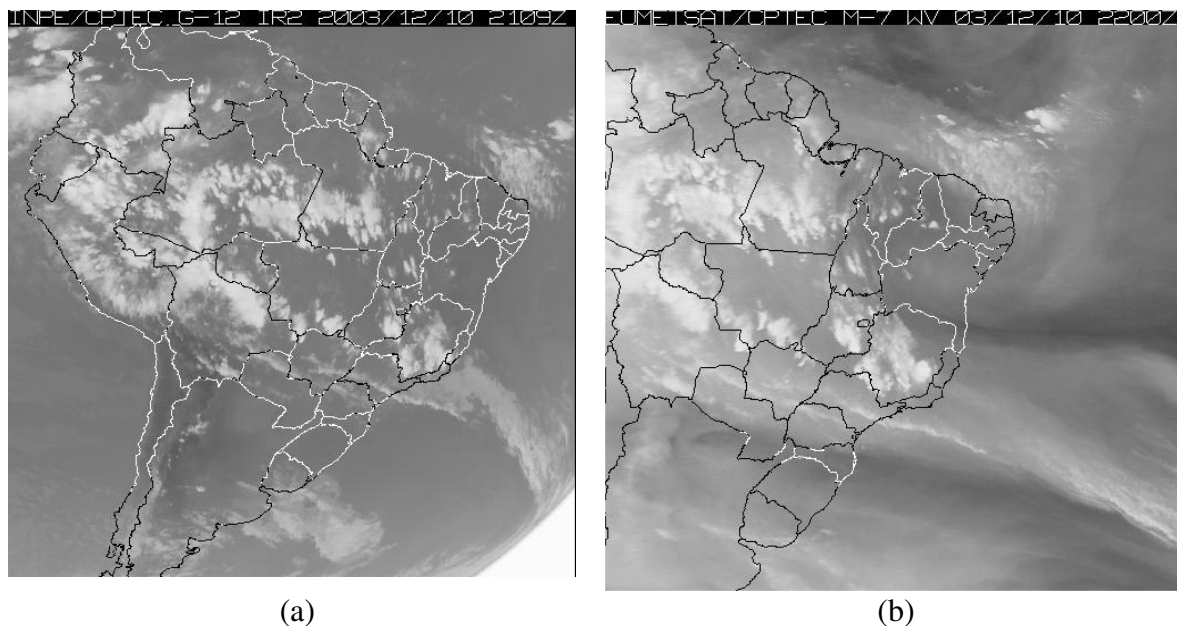 INPE/CPTEC G-12 IR2 2003/12/10 2109Z
EUMETSAT/CPTEC M-7 WV 03/12/10 2200Z
(a)
(b)